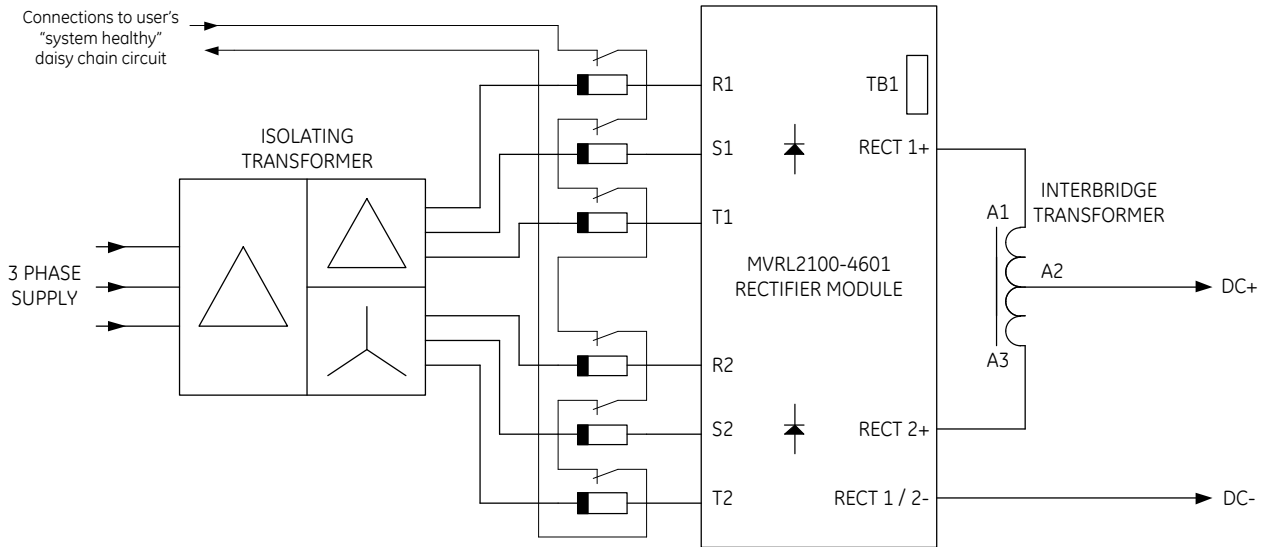 Connections to user's
"system healthy"
daisy chain circuit
ISOLATING
TRANSFORMER
3 PHASE
SUPPLY
R1
S1
T1
R2
S2
T2
TB1
RECT 1+
MVRL2100-4601
RECTIFIER MODULE
RECT 2+
RECT 1 / 2-
INTERBRIDGE
TRANSFORMER
A1
A2
A3
DC+
DC-